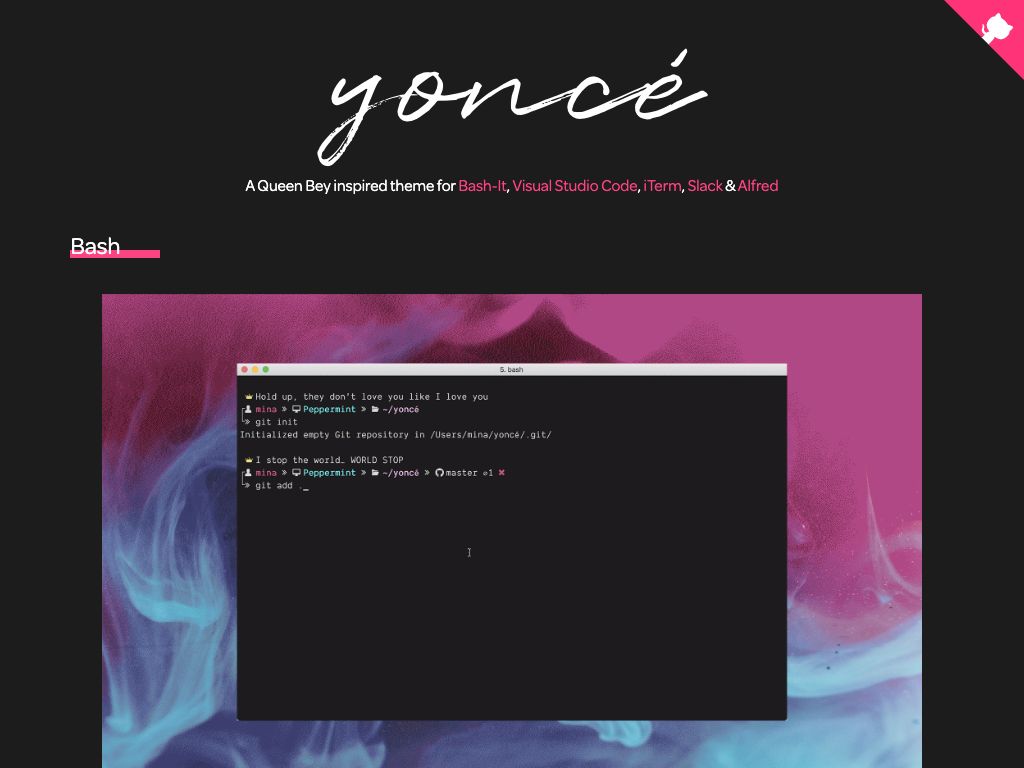 yoncé
A Queen Bey inspired theme for Bash-It, Visual Studio Code, iTerm, Slack & Alfred
Bash
5. bash
Hold up, they don't love you like I love you
mina » Peppermint » ~/yoncé
» git init
Initialized empty Git repository in /Users/mina/yoncé/.git/
I stop the world… WORLD STOP
mina » Peppermint » ~/yoncé » master ⌀1 ✖
» git add ._